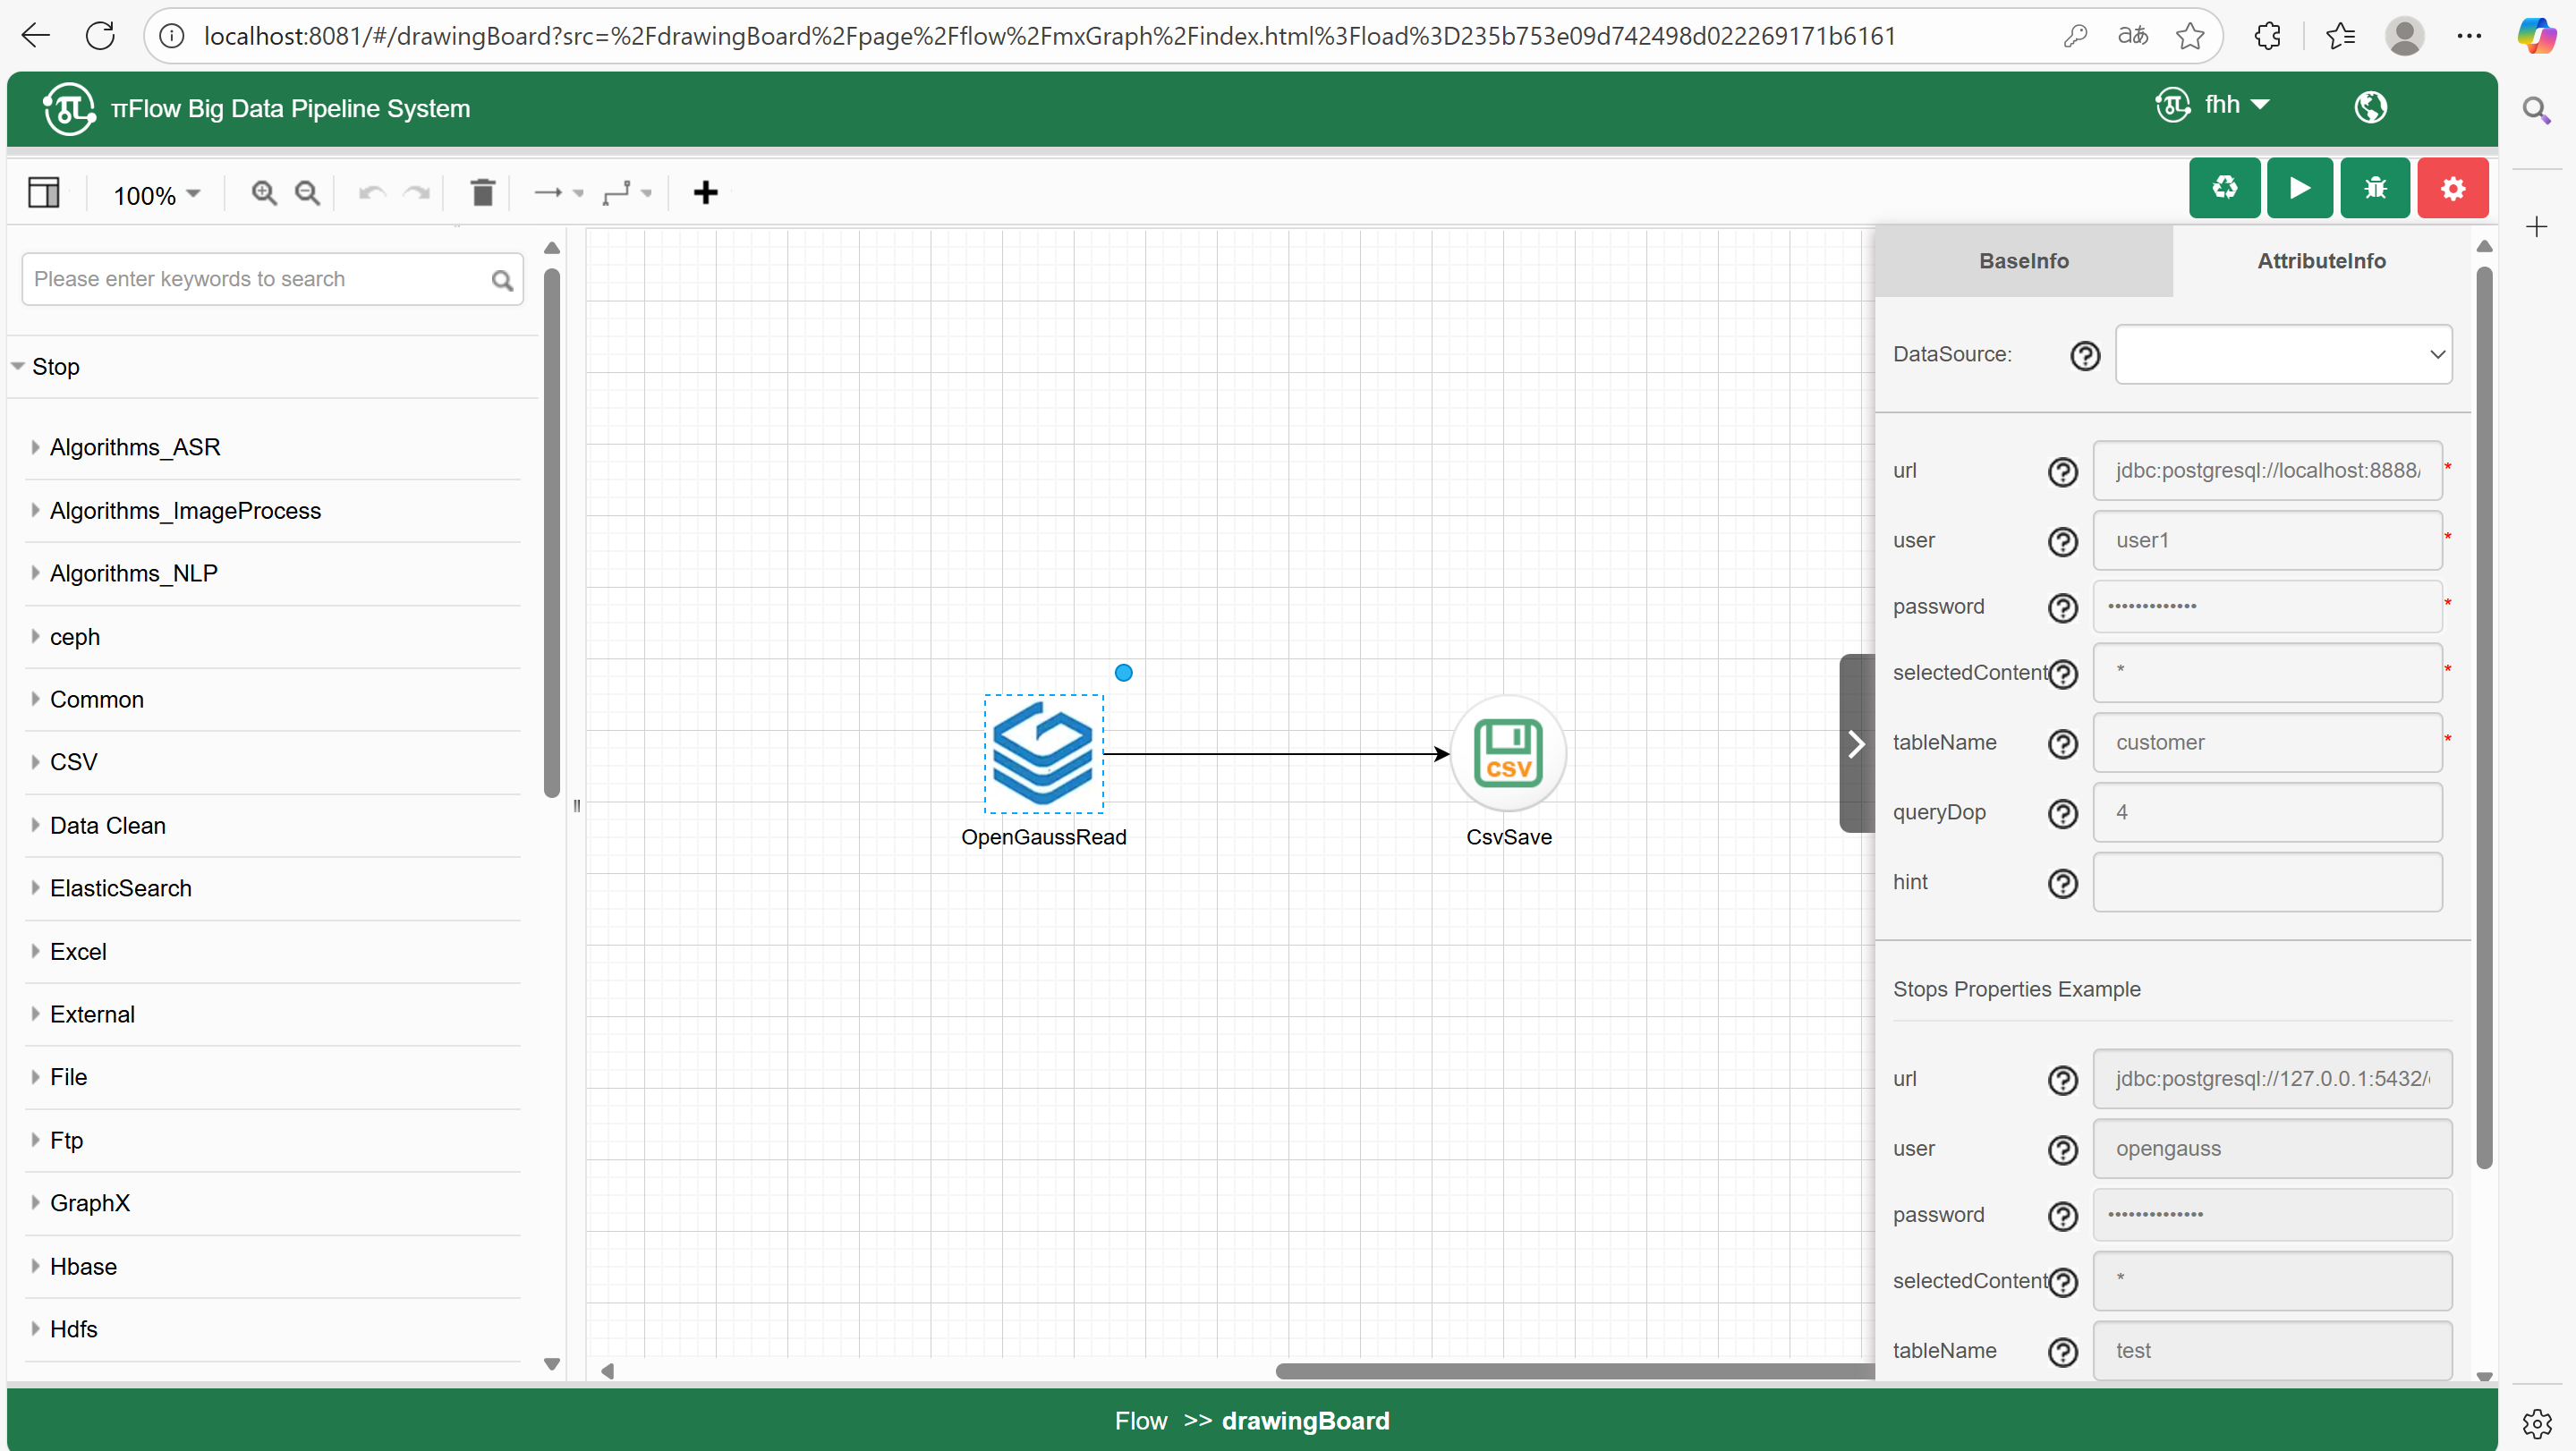 localhost:8081/#/drawingBoard?src=%2FdrawingBoard%2Fpage%2Fflow%2FmxGraph%2Findex.html%3Fload%3D235b753e09d742498d022269171b6161
πFlow Big Data Pipeline System
fhh
100%
Please enter keywords to search
Stop
Algorithms_ASR
Algorithms_ImageProcess
Algorithms_NLP
ceph
Common
CSV
Data Clean
ElasticSearch
Excel
External
File
Ftp
GraphX
Hbase
Hdfs
OpenGaussRead
CSV
CsvSave
BaseInfo
AttributeInfo
DataSource:
url
jdbc:postgresql://localhost:8888/
*
user
user1
*
password
•••••••••••••
*
selectedContent
*
*
tableName
customer
*
queryDop
4
hint
Stops Properties Example
url
jdbc:postgresql://127.0.0.1:5432/
user
opengauss
password
••••••••••••••
selectedContent
*
tableName
test
Flow >> drawingBoard